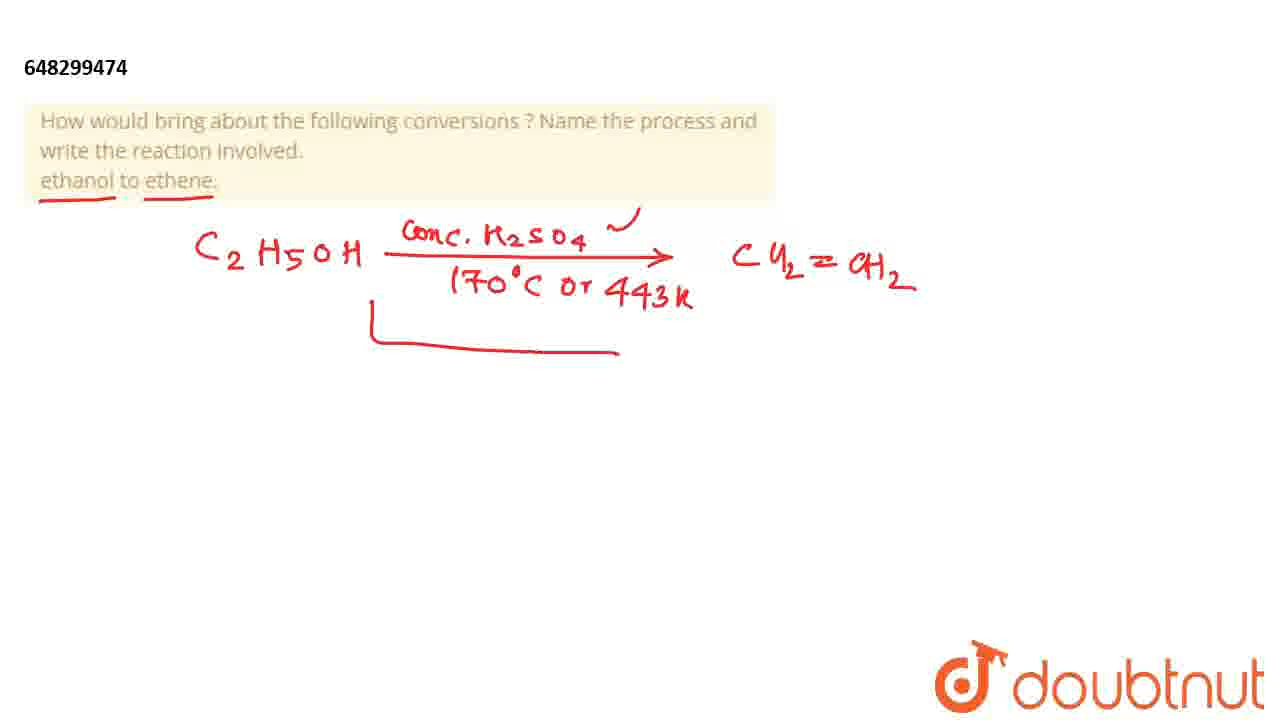 648299474
How would bring about the following conversions ? Name the process and
write the reaction involved.
ethanol to ethene.
C2H5OH conc. H2SO4 170°C or 443K CH2=CH2
doubtnut